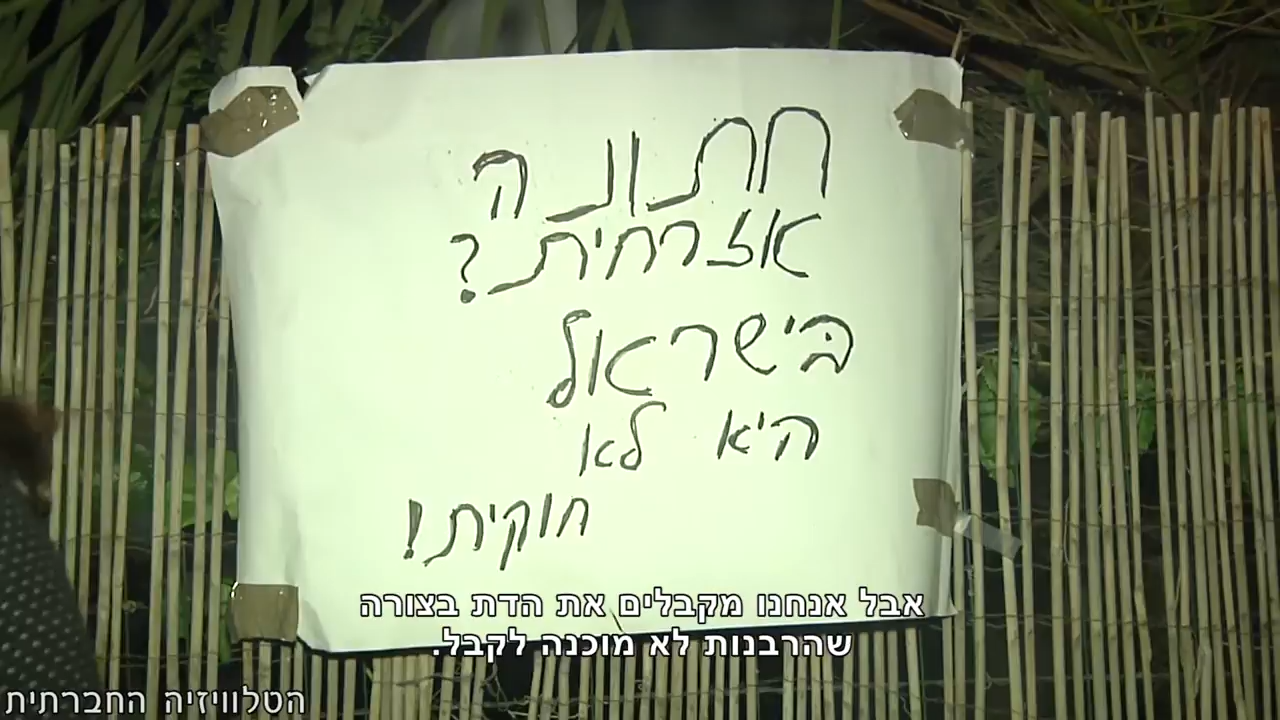 חתונה
אזרחית?
בישראל
היא לא
חוקית!
אבל אנחנו מקבלים את הדת בצורה
שהרבנות לא מוכנה לקבל.
הטלוויזיה החברתית